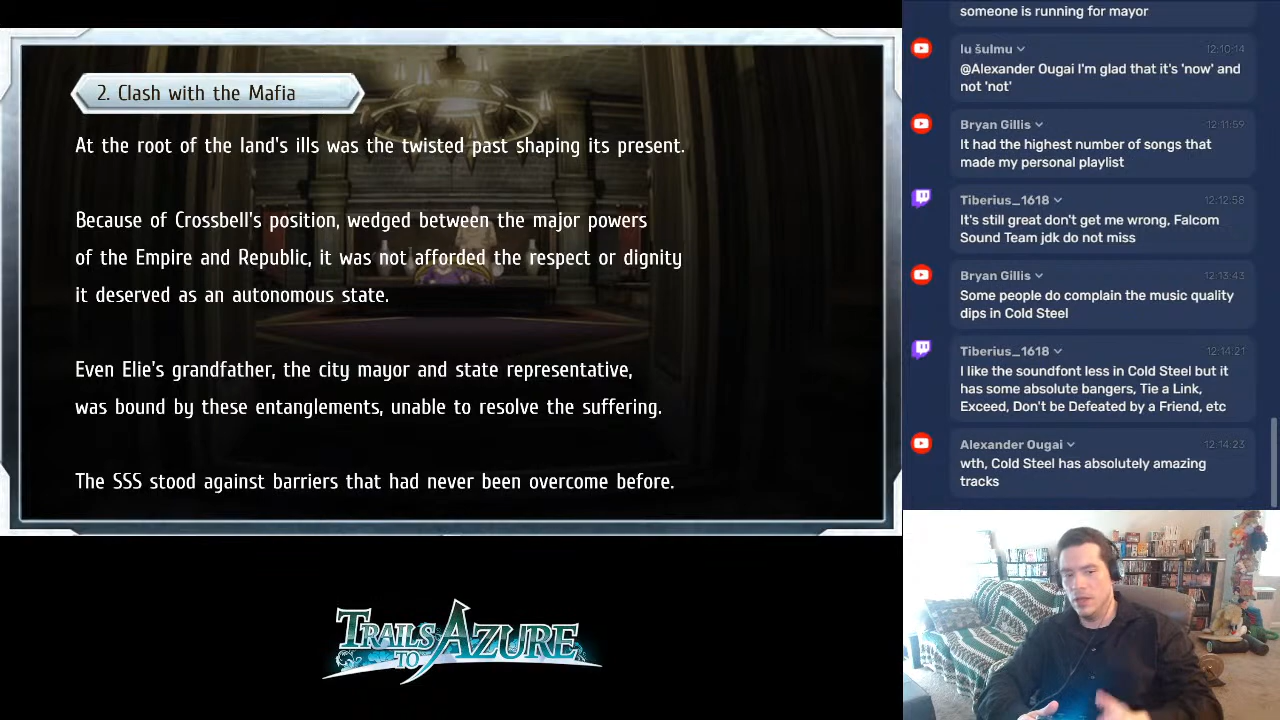 2. Clash with the Mafia
At the root of the land's ills was the twisted past shaping its present.
Because of Crossbell's position, wedged between the major powers
of the Empire and Republic, it was not afforded the respect or dignity
it deserved as an autonomous state.
Even Elie's grandfather, the city mayor and state representative,
was bound by these entanglements, unable to resolve the suffering.
The SSS stood against barriers that had never been overcome before.
TRAILS TO AZURE
someone is running for mayor
lu šulmu 12:10:14
@Alexander Ougai I'm glad that it's 'now' and
not 'not'
Bryan Gillis 12:11:59
It had the highest number of songs that
made my personal playlist
Tiberius_1618 12:12:58
It's still great don't get me wrong, Falcom
Sound Team jdk do not miss
Bryan Gillis 12:13:43
Some people do complain the music quality
dips in Cold Steel
Tiberius_1618 12:14:21
I like the soundfont less in Cold Steel but it
has some absolute bangers, Tie a Link,
Exceed, Don't be Defeated by a Friend, etc
Alexander Ougai 12:14:23
wth, Cold Steel has absolutely amazing
tracks